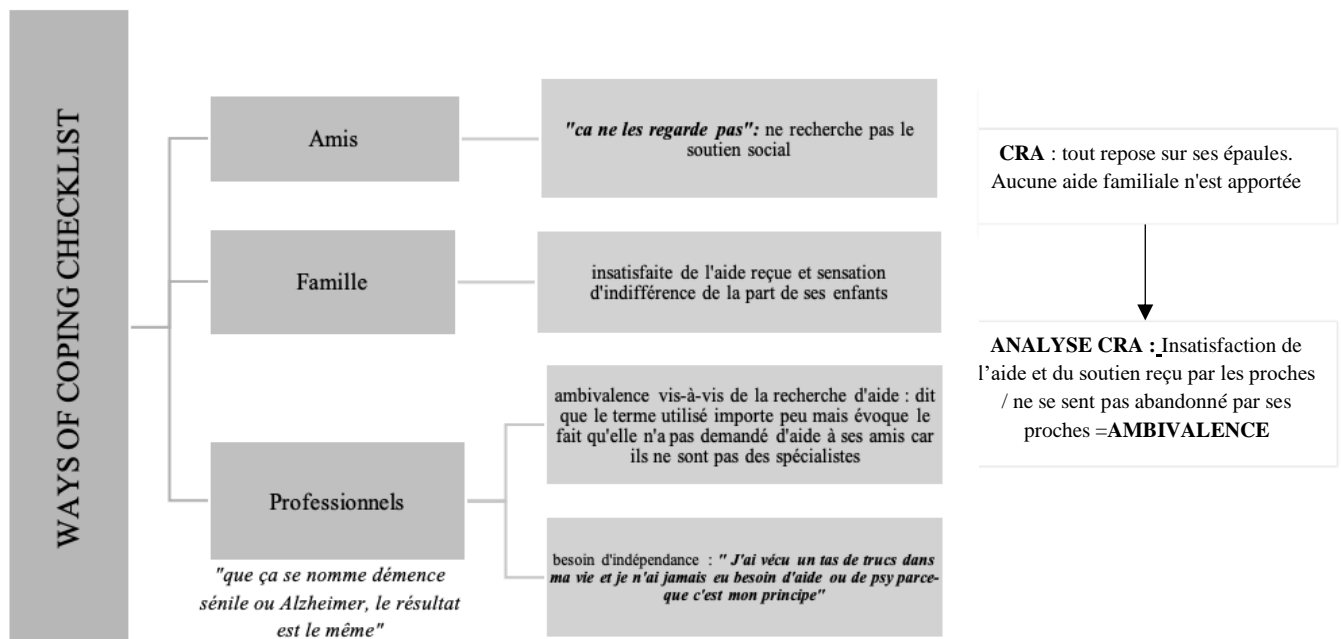 WAYS OF COPING CHECKLIST
Amis
"ca ne les regarde pas": ne recherche pas le
soutien social
Famille
insatisfaite de l'aide reçue et sensation
d'indifférence de la part de ses enfants
Professionnels
"que ça se nomme démence
sénile ou Alzheimer, le résultat
est le même"
ambivalence vis-à-vis de la recherche d'aide : dit
que le terme utilisé importe peu mais évoque le
fait qu'elle n'a pas demandé d'aide à ses amis car
ils ne sont pas des spécialistes
besoin d'indépendance : " J'ai vécu un tas de trucs dans
ma vie et je n'ai jamais eu besoin d'aide ou de psy parce-
que c'est mon principe"
CRA : tout repose sur ses épaules.
Aucune aide familiale n'est apportée
ANALYSE CRA : Insatisfaction de
l'aide et du soutien reçu par les proches
/ ne se sent pas abandonné par ses
proches =AMBIVALENCE